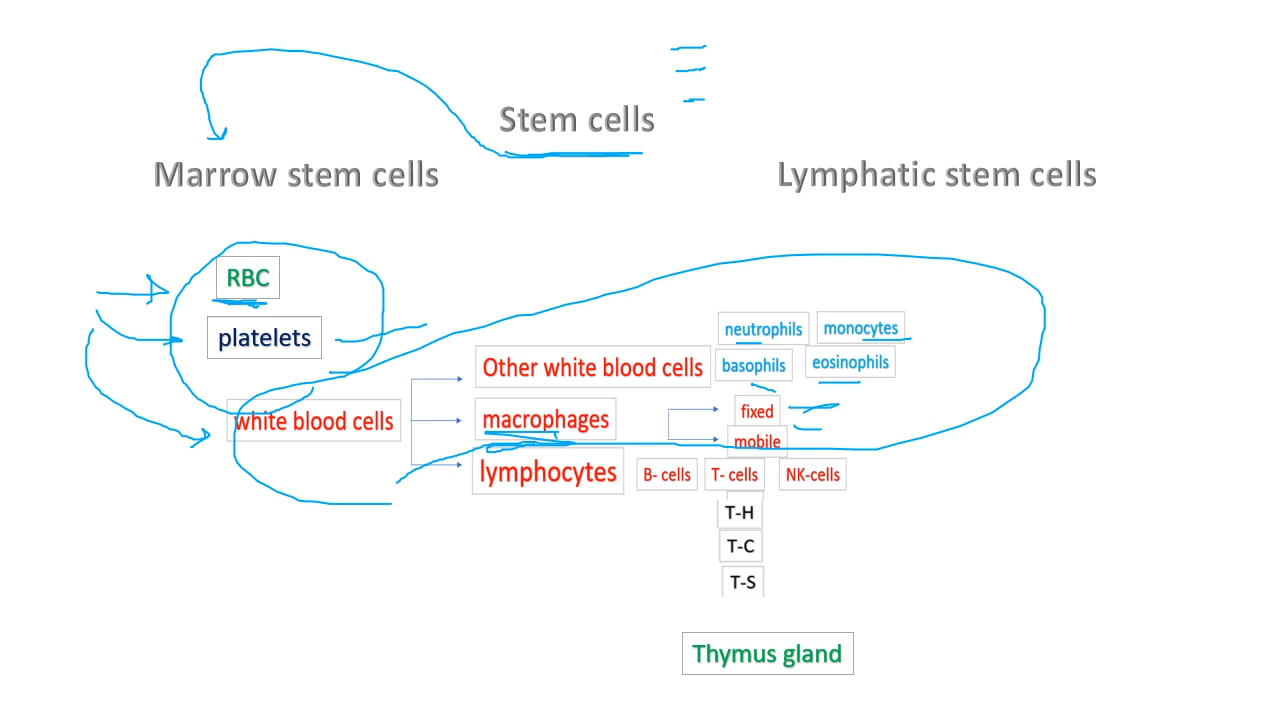 Stem cells
Marrow stem cells
Lymphatic stem cells
RBC
platelets
white blood cells
Other white blood cells
neutrophils
monocytes
basophils
eosinophils
macrophages
fixed
mobile
lymphocytes
B- cells
T- cells
NK-cells
T-H
T-C
T-S
Thymus gland